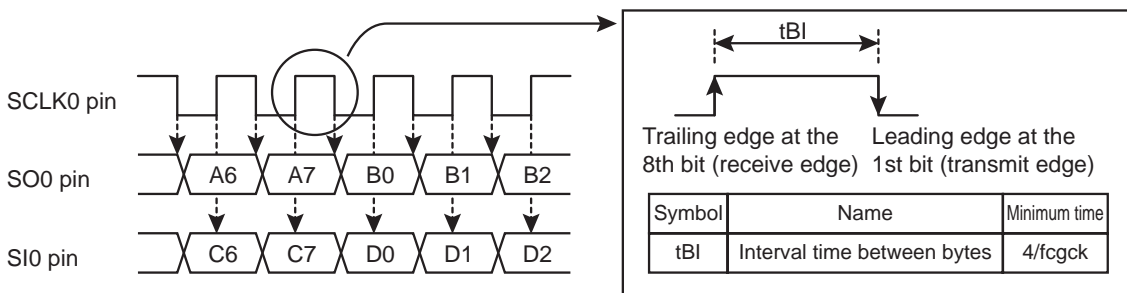 SCLK0 pin
SO0 pin
A6 A7 B0 B1 B2
SI0 pin
C6 C7 D0 D1 D2
tBI
Trailing edge at the
8th bit (receive edge)
Leading edge at the
1st bit (transmit edge)
Symbol Name Minimum time
tBI Interval time between bytes 4/fcgck